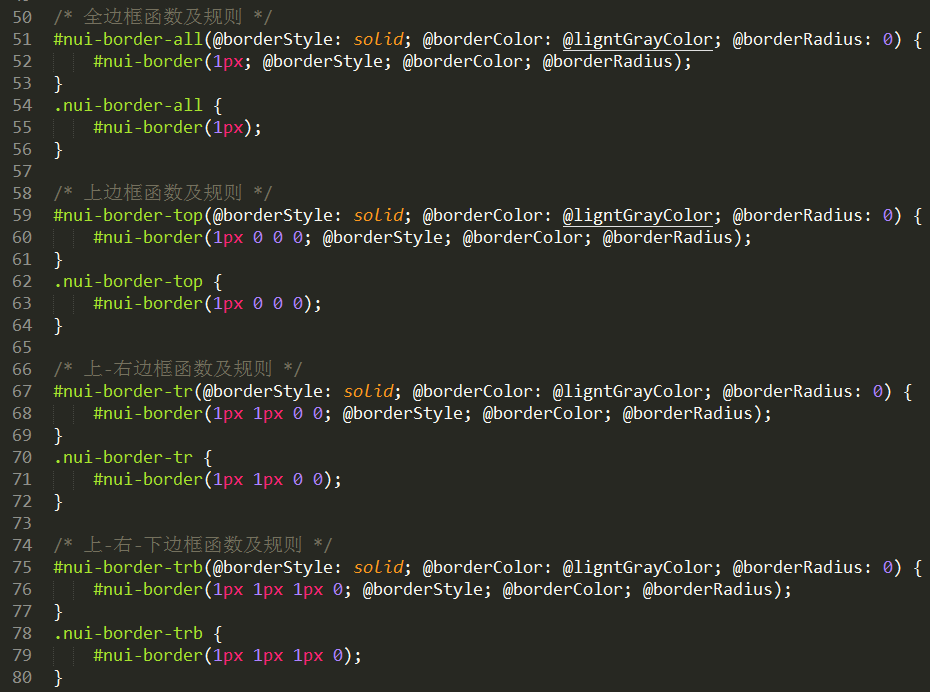 50 /* 全边框函数及规则 */
51 #nui-border-all(@borderStyle: solid; @borderColor: @ligntGrayColor; @borderRadius: 0) {
52     #nui-border(1px; @borderStyle; @borderColor; @borderRadius);
53 }
54 .nui-border-all {
55     #nui-border(1px);
56 }
57
58 /* 上边框函数及规则 */
59 #nui-border-top(@borderStyle: solid; @borderColor: @ligntGrayColor; @borderRadius: 0) {
60     #nui-border(1px 0 0 0; @borderStyle; @borderColor; @borderRadius);
61 }
62 .nui-border-top {
63     #nui-border(1px 0 0 0);
64 }
65
66 /* 上-右边框函数及规则 */
67 #nui-border-tr(@borderStyle: solid; @borderColor: @ligntGrayColor; @borderRadius: 0) {
68     #nui-border(1px 1px 0 0; @borderStyle; @borderColor; @borderRadius);
69 }
70 .nui-border-tr {
71     #nui-border(1px 1px 0 0);
72 }
73
74 /* 上-右-下边框函数及规则 */
75 #nui-border-trb(@borderStyle: solid; @borderColor: @ligntGrayColor; @borderRadius: 0) {
76     #nui-border(1px 1px 1px 0; @borderStyle; @borderColor; @borderRadius);
77 }
78 .nui-border-trb {
79     #nui-border(1px 1px 1px 0);
80 }